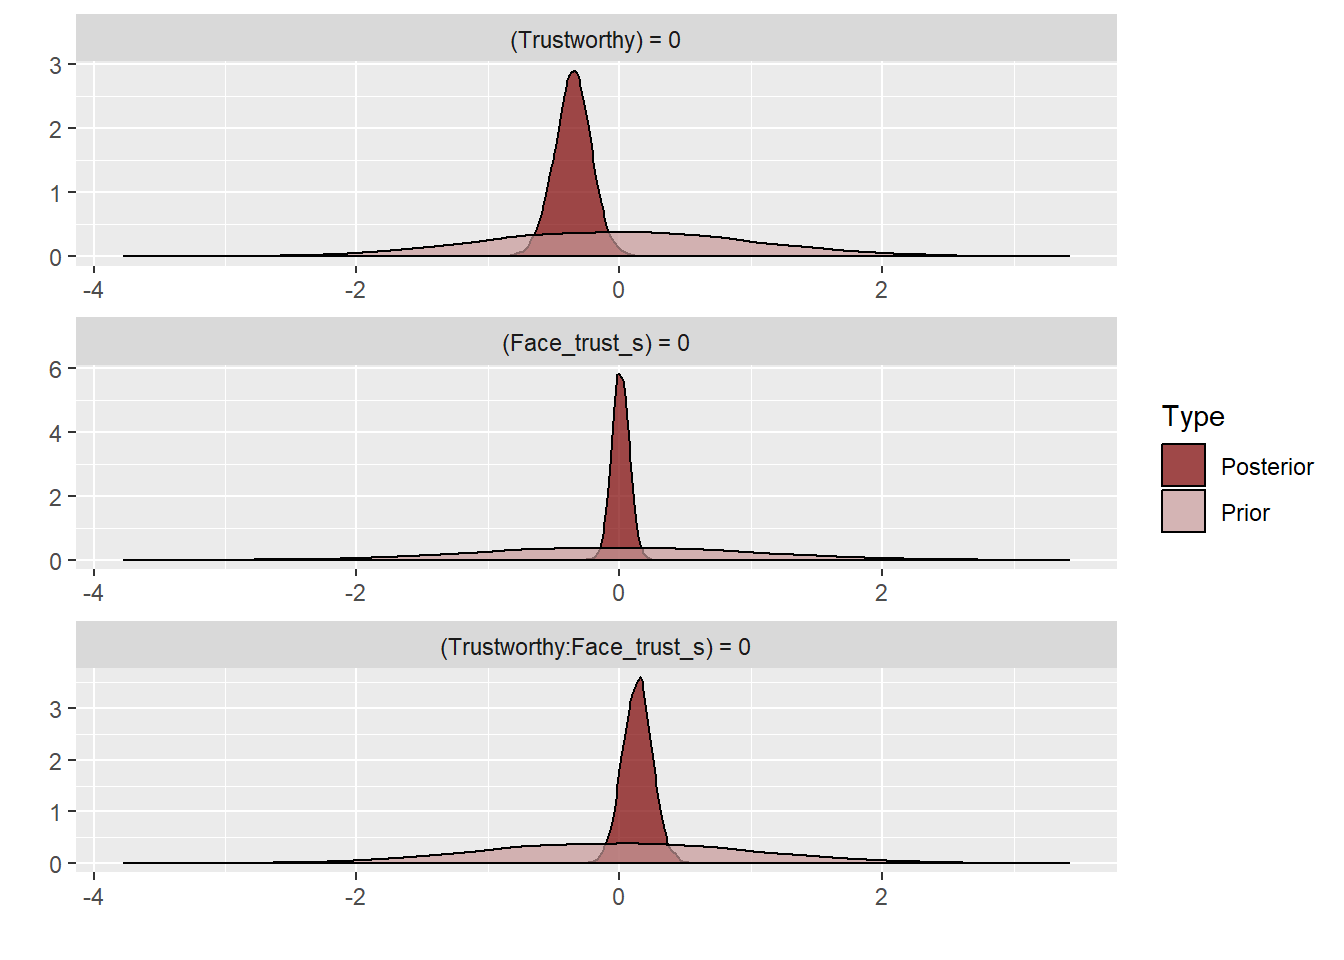 (Trustworthy) = 0
3
2
1
0
-4 -2 0 2
(Face_trust_s) = 0
6
4
2
0
-4 -2 0 2
(Trustworthy:Face_trust_s) = 0
3
2
1
0
-4 -2 0 2
Type
Posterior
Prior